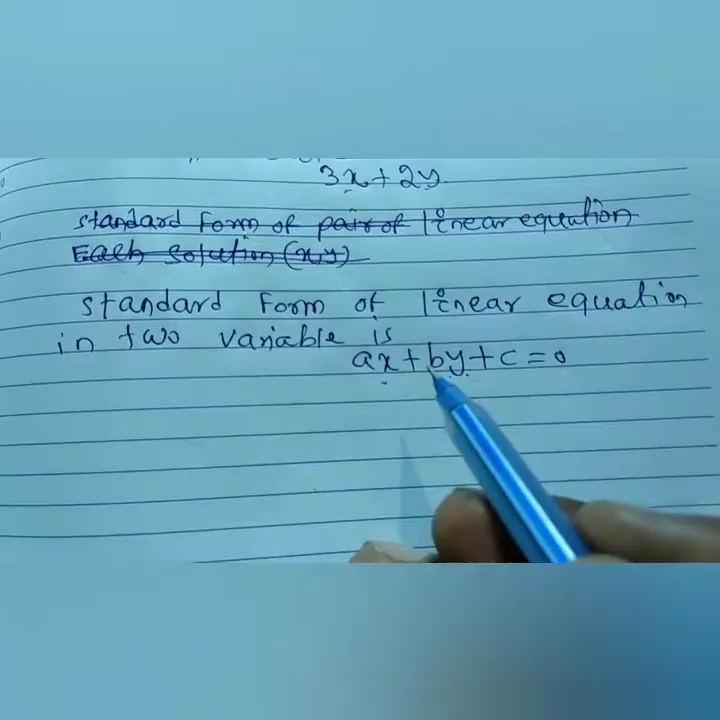 3x+2y
standard form of pair of linear equation
Each solution (x,y)
standard form of linear equation
in two variable is
ax+by+c=0